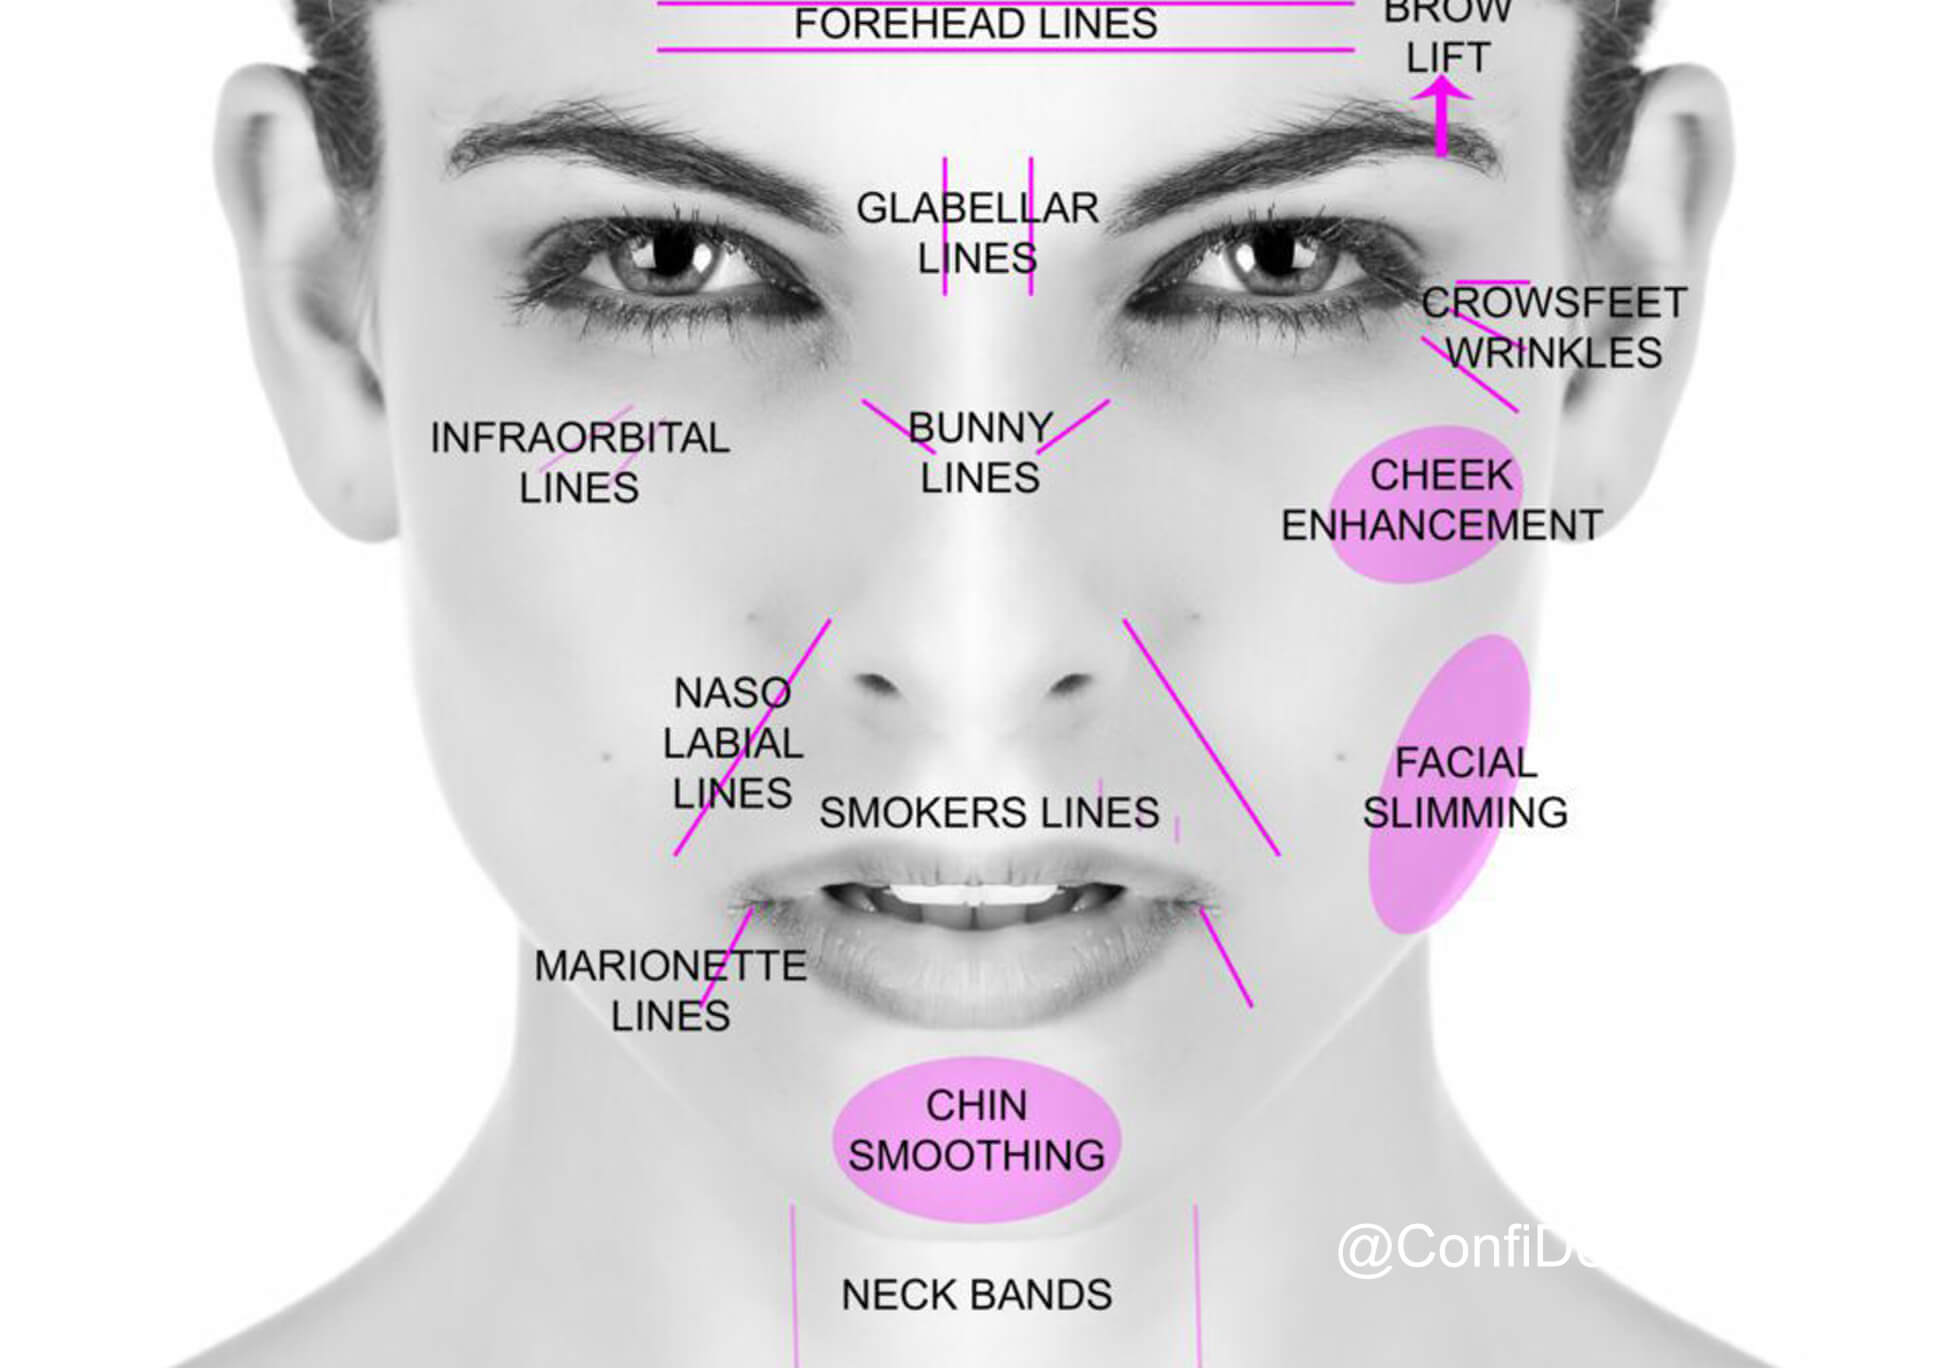 FOREHEAD LINES
BROW
LIFT
GLABELLAR
LINES
CROWSFEET
WRINKLES
INFRAORBITAL
LINES
BUNNY
LINES
CHEEK
ENHANCEMENT
NASO
LABIAL
LINES
SMOKERS LINES
FACIAL
SLIMMING
MARIONETTE
LINES
CHIN
SMOOTHING
NECK BANDS